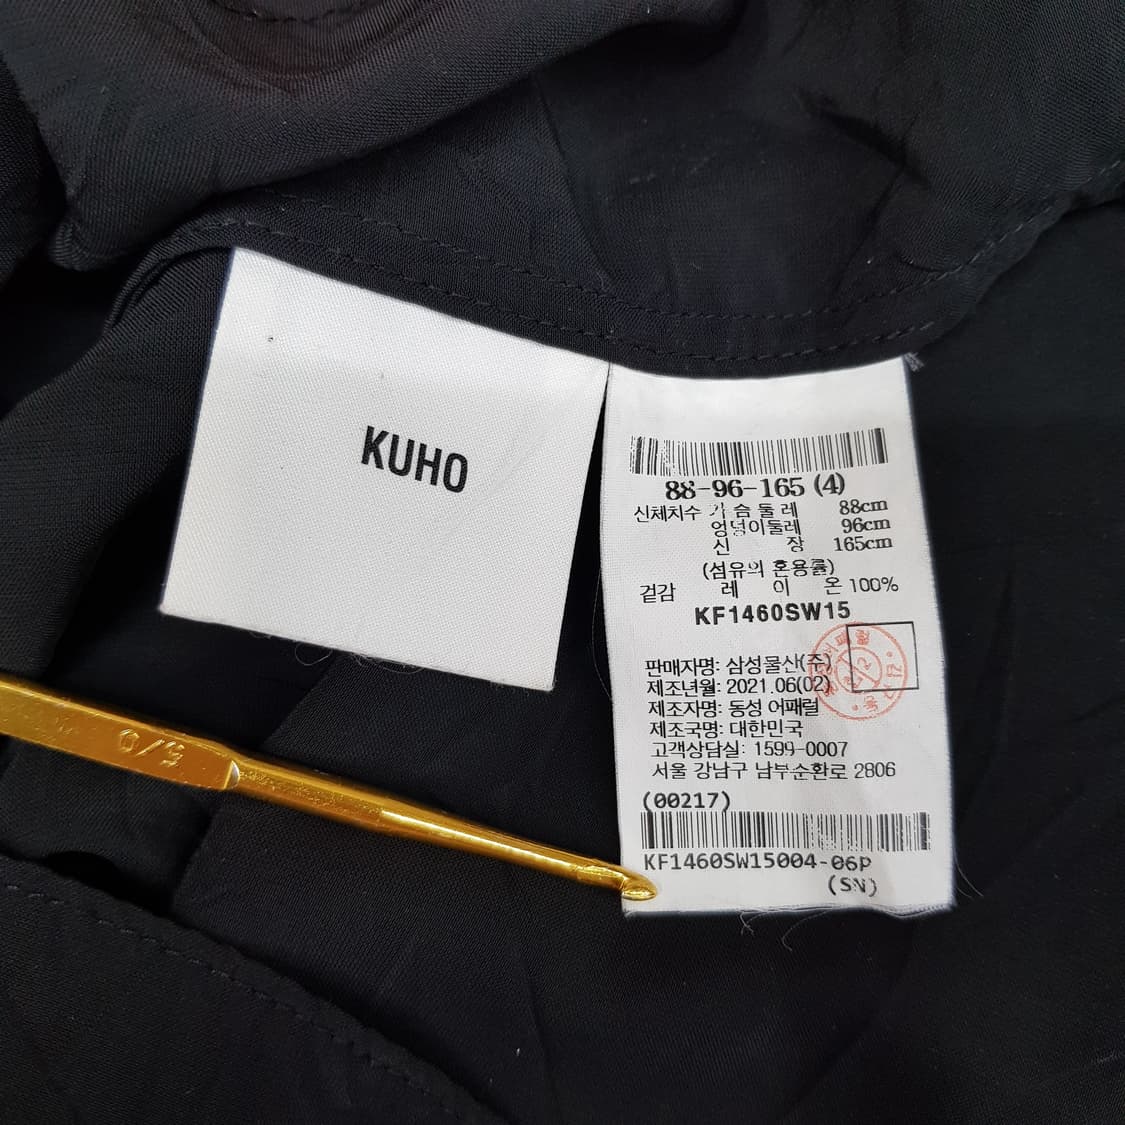 KUHO
88-96-165 (4)
신체치수 가슴둘레 88cm
엉덩이둘레 96cm
신 장 165cm
(섬유의 혼용률)
겉감 레 이 온 100%
KF1460SW15
판매자명: 삼성물산(주)
제조년월: 2021.06(02)
제조자명: 동성 어패럴
제조국명: 대한민국
고객상담실: 1599-0007
서울 강남구 남부순환로 2806
(00217)
KF1460SW15004-06P
(SN)